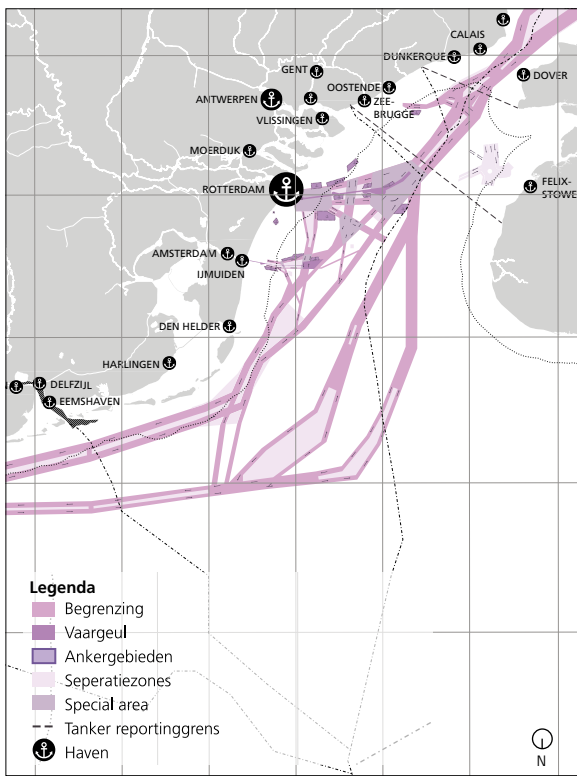 CALAIS
DUNKERQUE
DOVER
GENT
OOSTENDE
ANTWERPEN
ZEE-
BRUGGE
VLISSINGEN
MOERDIJK
ROTTERDAM
FELIX-
STOWE
AMSTERDAM
IJMUIDEN
DEN HELDER
HARLINGEN
DELFZIJL
EEMSHAVEN
Legenda
Begrenzing
Vaargeul
Ankergebieden
Seperatiezones
Special area
Tanker reportinggrens
Haven
N